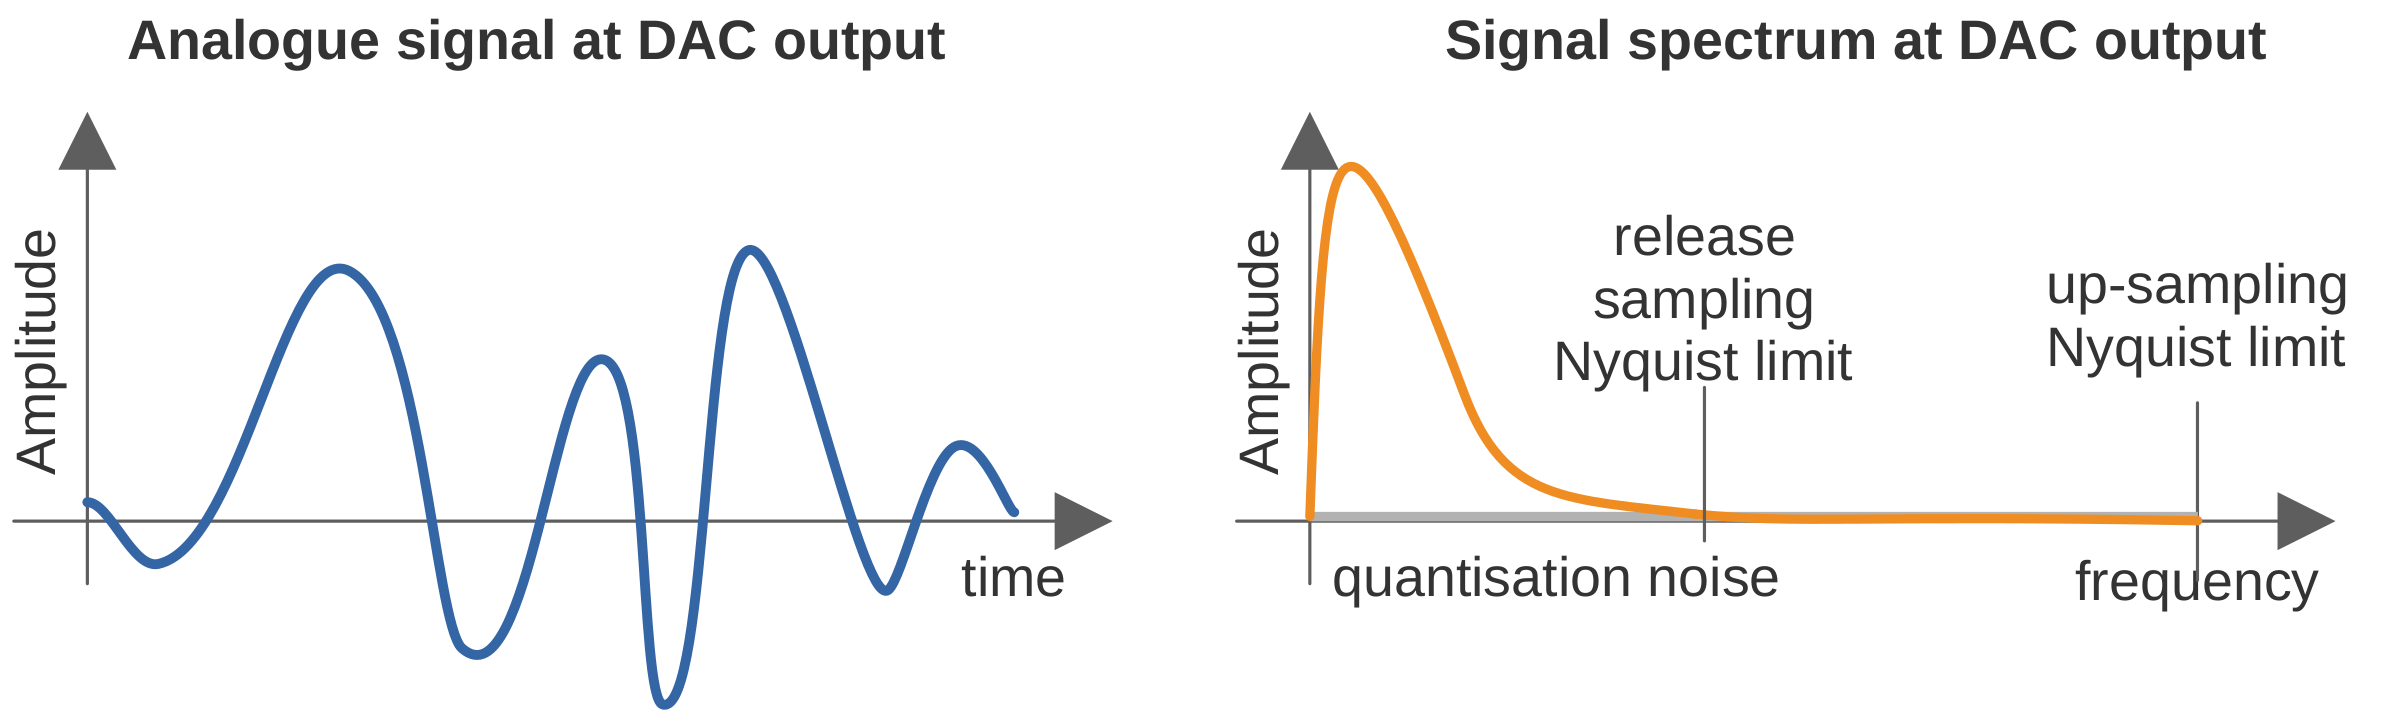 Analogue signal at DAC output
Amplitude
time
Signal spectrum at DAC output
Amplitude
release
sampling
Nyquist limit
up-sampling
Nyquist limit
quantisation noise
frequency